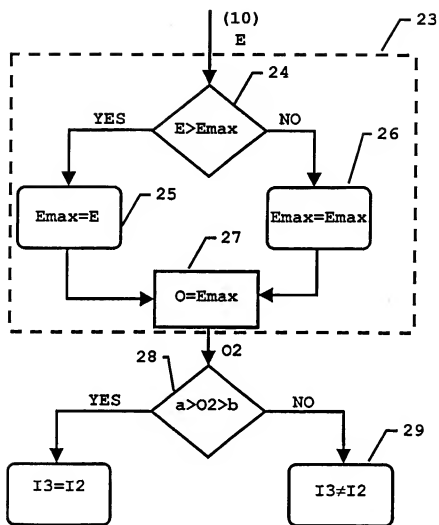 (10)
E
23
24
E>Emax
YES
NO
26
Emax=E
25
Emax=Emax
27
O=Emax
O2
28
a>O2>b
YES
NO
29
I3=I2
I3≠I2